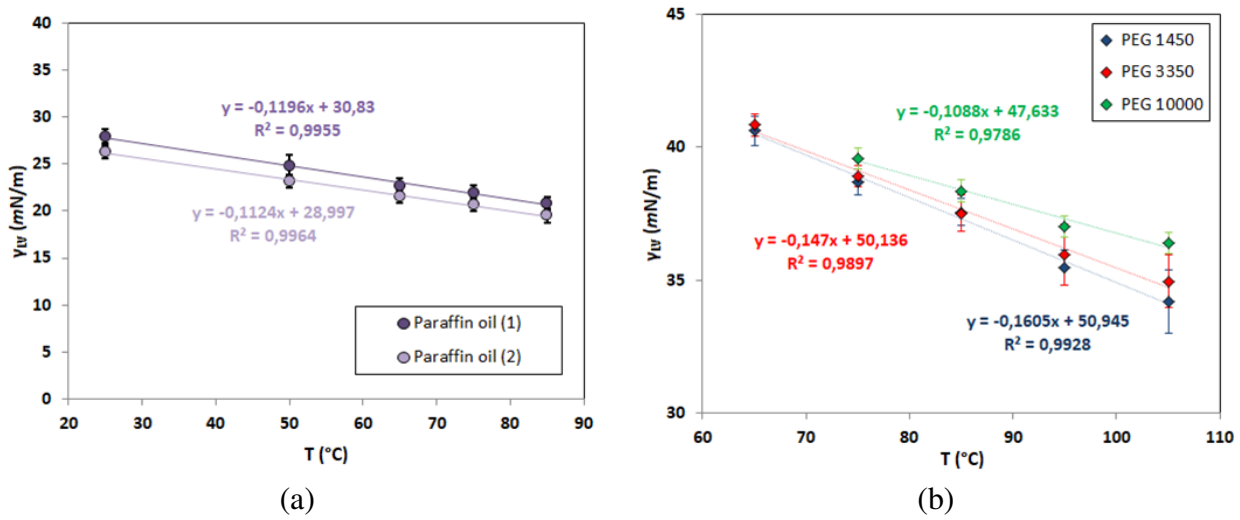 40
35
30
25
20
15
10
5
0
20
30
40
50
60
70
80
90
T (°C)
γLV (mN/m)
y = -0,1196x + 30,83
R² = 0,9955
y = -0,1124x + 28,997
R² = 0,9964
Paraffin oil (1)
Paraffin oil (2)
(a)
45
40
35
30
60
70
80
90
100
110
T (°C)
γLV (mN/m)
PEG 1450
PEG 3350
PEG 10000
y = -0,1088x + 47,633
R² = 0,9786
y = -0,147x + 50,136
R² = 0,9897
y = -0,1605x + 50,945
R² = 0,9928
(b)